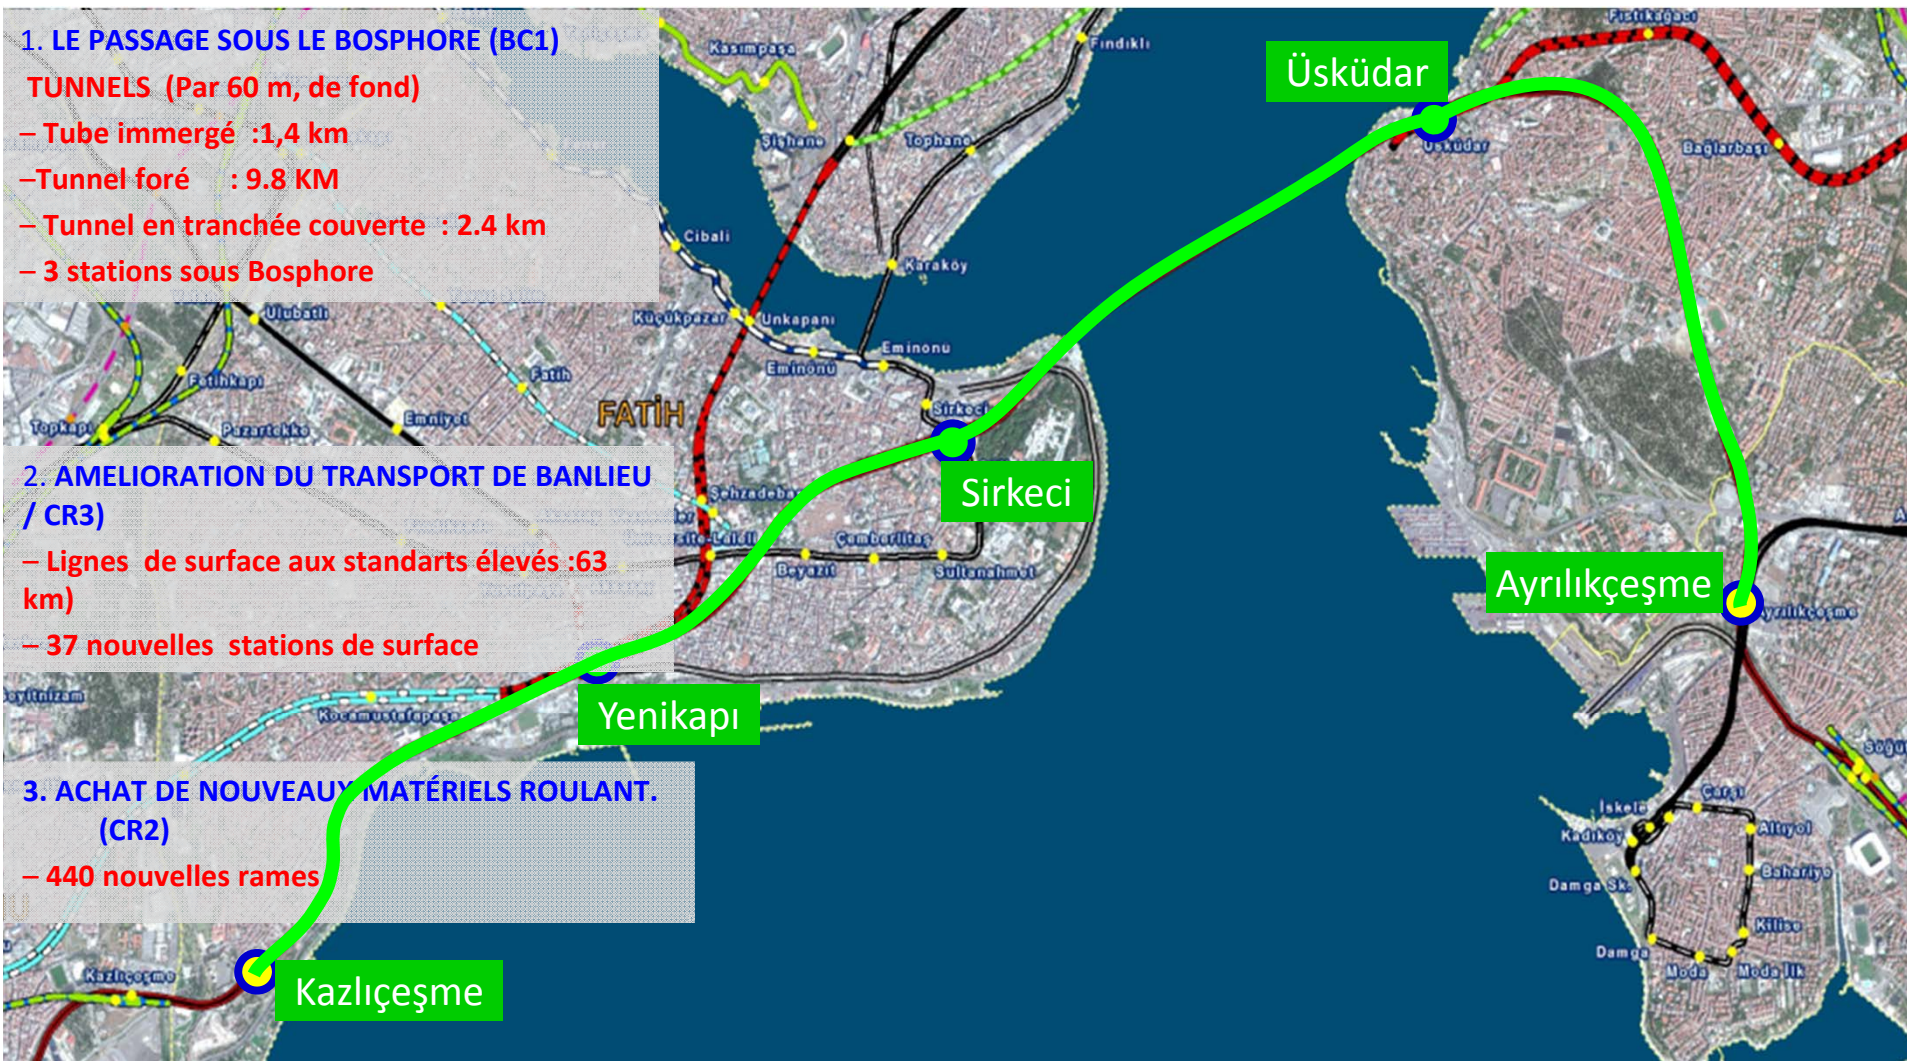 1. LE PASSAGE SOUS LE BOSPHORE (BC1)
TUNNELS (Par 60 m, de fond)
– Tube immergé :1,4 km
–Tunnel foré : 9.8 KM
– Tunnel en tranchée couverte : 2.4 km
– 3 stations sous Bosphore
2. AMELIORATION DU TRANSPORT DE BANLIEU
/ CR3)
– Lignes de surface aux standarts élevés :63
km)
– 37 nouvelles stations de surface
3. ACHAT DE NOUVEAUX MATÉRIELS ROULANT.
(CR2)
– 440 nouvelles rames
Üsküdar
Sirkeci
Ayrılıkçeşme
Yenikapı
Kazlıçeşme
Kasımpaşa
Fındıklı
Fıstıkağacı
Şişhane
Tophane
Üsküdar
Bağlarbaşı
Cibali
Karaköy
Ulubatlı
Küçükpazar
Unkapanı
Eminönü
Eminönü
Fatihkapı
Fatih
FATİH
Sirkeci
Topkapı
Pazartekke
Emniyet
Beyazıt
Çemberlitaş
Sultanahmet
Kocamustafapaşa
İskele
Çarşı
Kadıköy
Altıyol
Damga Sk.
Bahariye
Kilise
Damga
Moda
Moda İlk
Kazlıçeşme